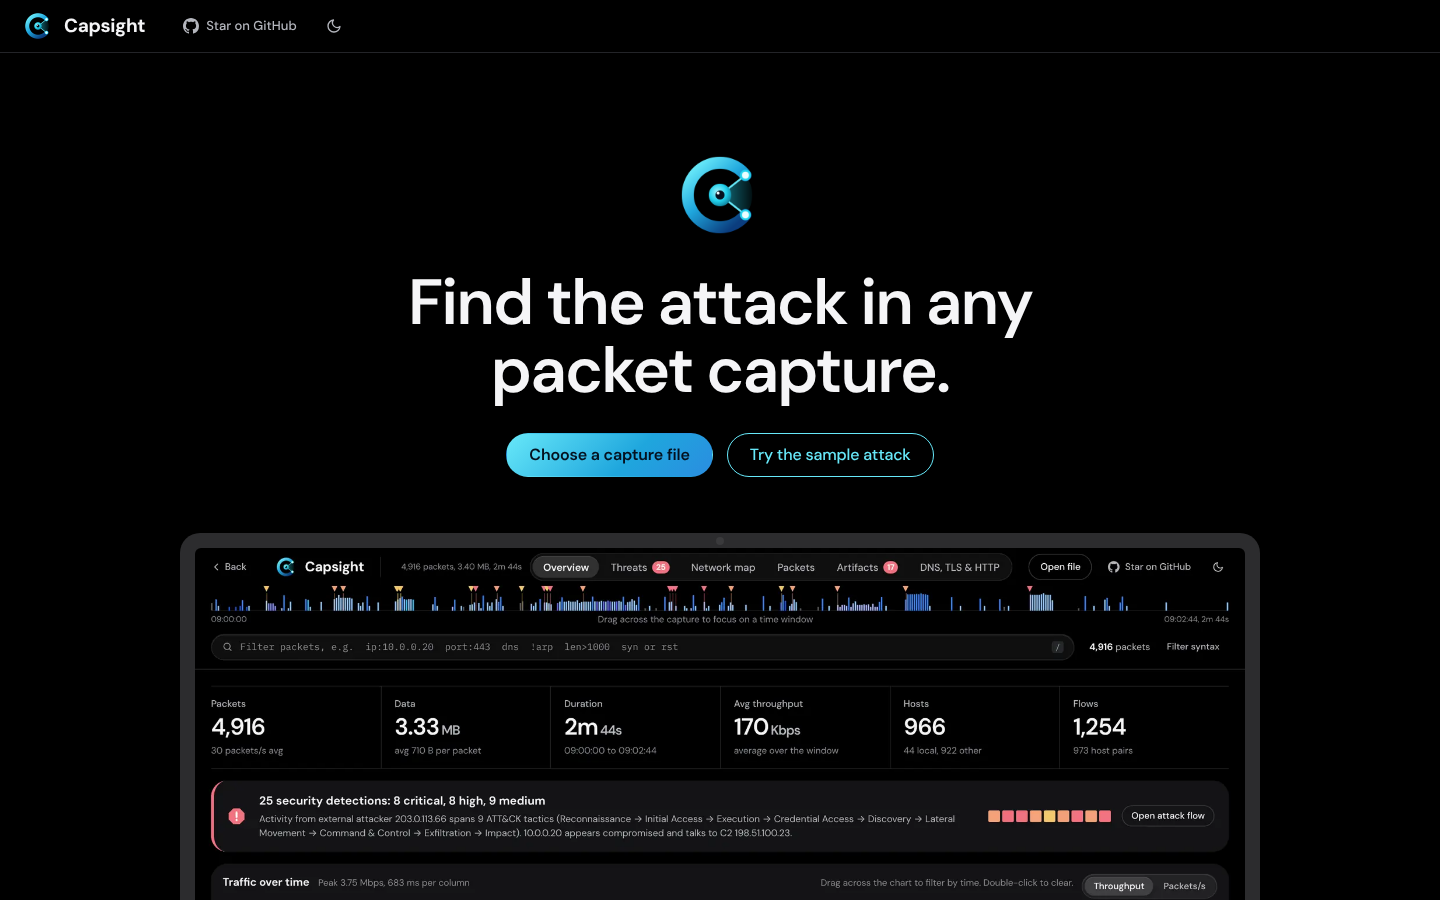 Capsight
Star on GitHub
Find the attack in any
packet capture.
Choose a capture file
Try the sample attack
Back
Capsight
4,916 packets, 3.40 MB, 2m 44s
Overview
Threats 25
Network map
Packets
Artifacts 17
DNS, TLS & HTTP
Open file
Star on GitHub
09:00:00
Drag across the capture to focus on a time window
09:02:44, 2m 44s
Filter packets, e.g. ip:10.0.0.20 port:443 dns !arp len>1000 syn or rst
/
4,916 packets
Filter syntax
Packets
4,916
30 packets/s avg
Data
3.33 MB
avg 710 B per packet
Duration
2m 44s
09:00:00 to 09:02:44
Avg throughput
170 Kbps
average over the window
Hosts
966
44 local, 922 other
Flows
1,254
973 host pairs
25 security detections: 8 critical, 8 high, 9 medium
Activity from external attacker 203.0.113.66 spans 9 ATT&CK tactics (Reconnaissance → Initial Access → Execution → Credential Access → Discovery → Lateral
Movement → Command & Control → Exfiltration → Impact). 10.0.0.20 appears compromised and talks to C2 198.51.100.23.
Open attack flow
Traffic over time
Peak 3.75 Mbps, 683 ms per column
Drag across the chart to filter by time. Double-click to clear.
Throughput
Packets/s